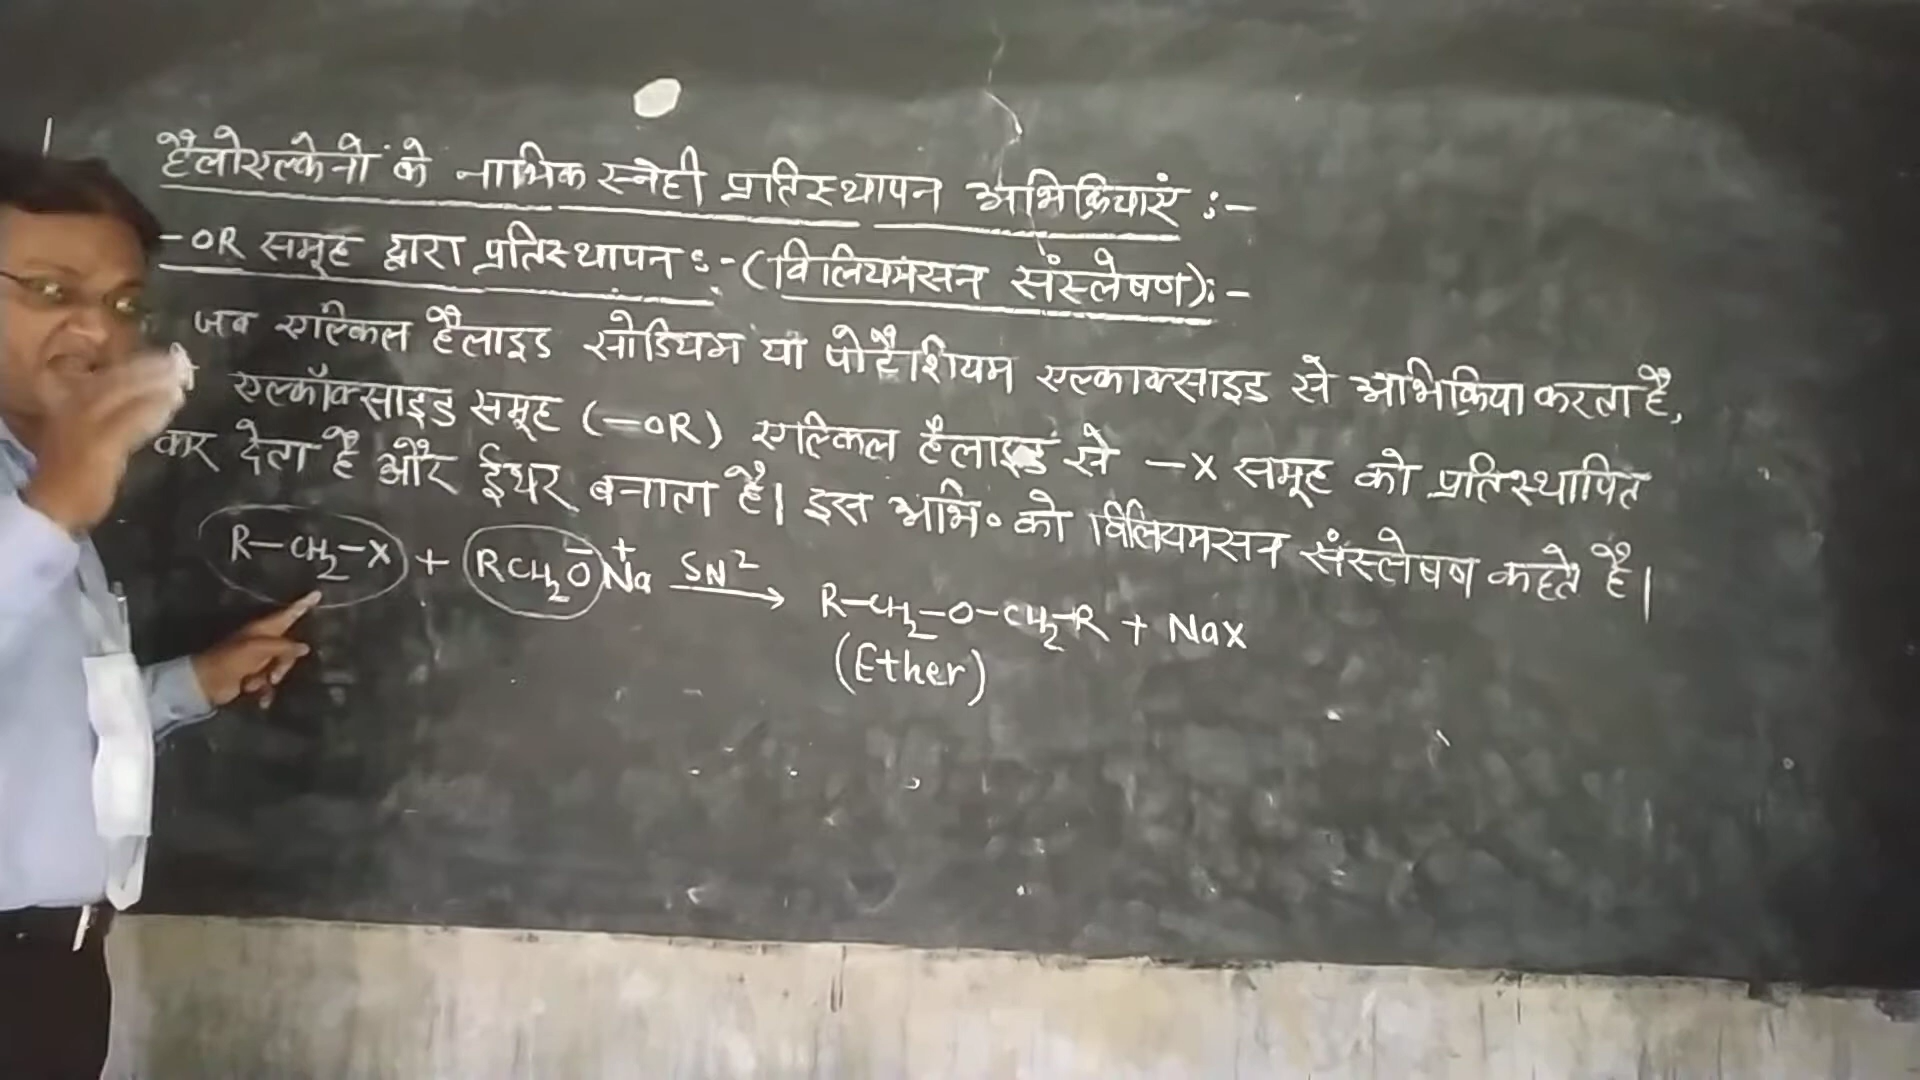 हैलोएल्केनों के नाभिक स्नेही प्रतिस्थापन अभिक्रियाएं :-
-OR समूह द्वारा प्रतिस्थापन :- (विलियमसन संस्लेषण):-
जब एल्किल हैलाइड सोडियम या पोटैशियम एल्काक्साइड से अभिक्रिया करता है,
एल्कॉक्साइड समूह (-OR) एल्किल हैलाइड से -X समूह को प्रतिस्थापित
कर देता है और ईथर बनाता है। इस अभि० को विलियमसन संस्लेषण कहते है।
R-CH₂-X + RCH₂O⁻Na⁺ SN² → R-CH₂-O-CH₂-R + NaX
(Ether)